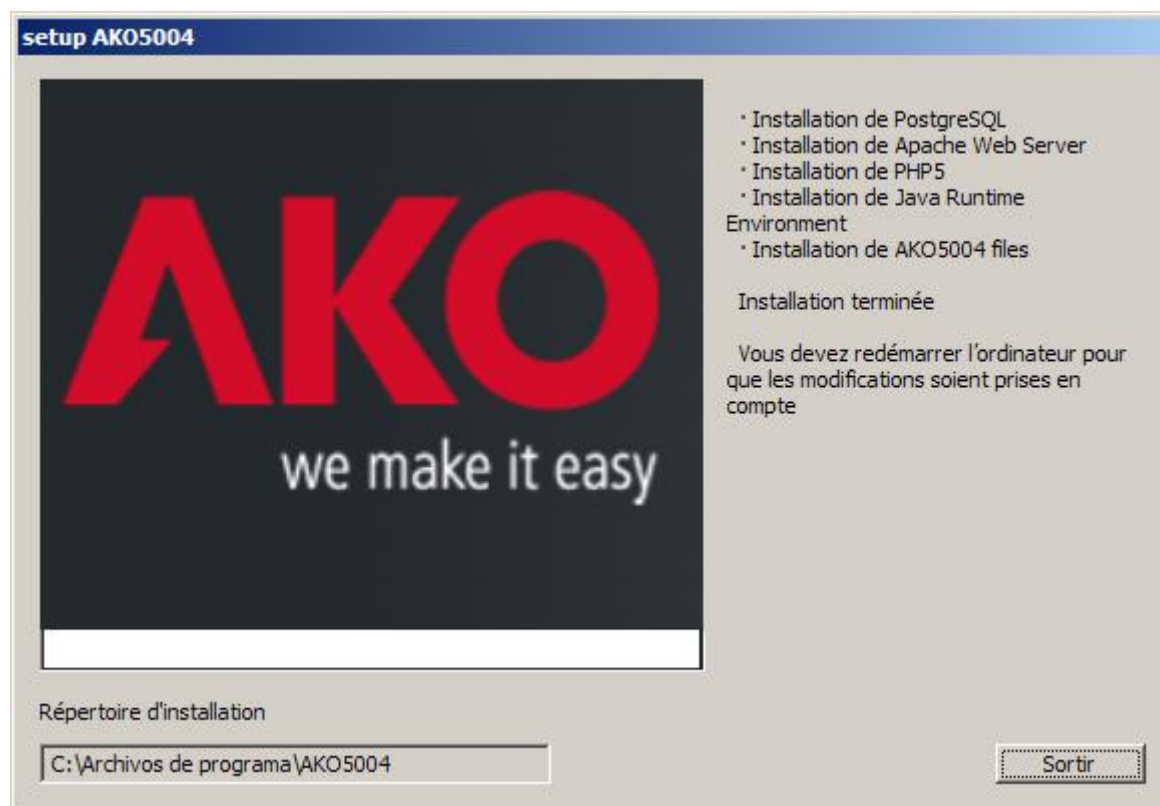 setup AKO5004
AKO
we make it easy
· Installation de PostgreSQL
· Installation de Apache Web Server
· Installation de PHP5
· Installation de Java Runtime
Environment
· Installation de AKO5004 files
Installation terminée
Vous devez redémarrer l'ordinateur pour
que les modifications soient prises en
compte
Répertoire d'installation
C:\Archivos de programa\AKO5004
Sortir